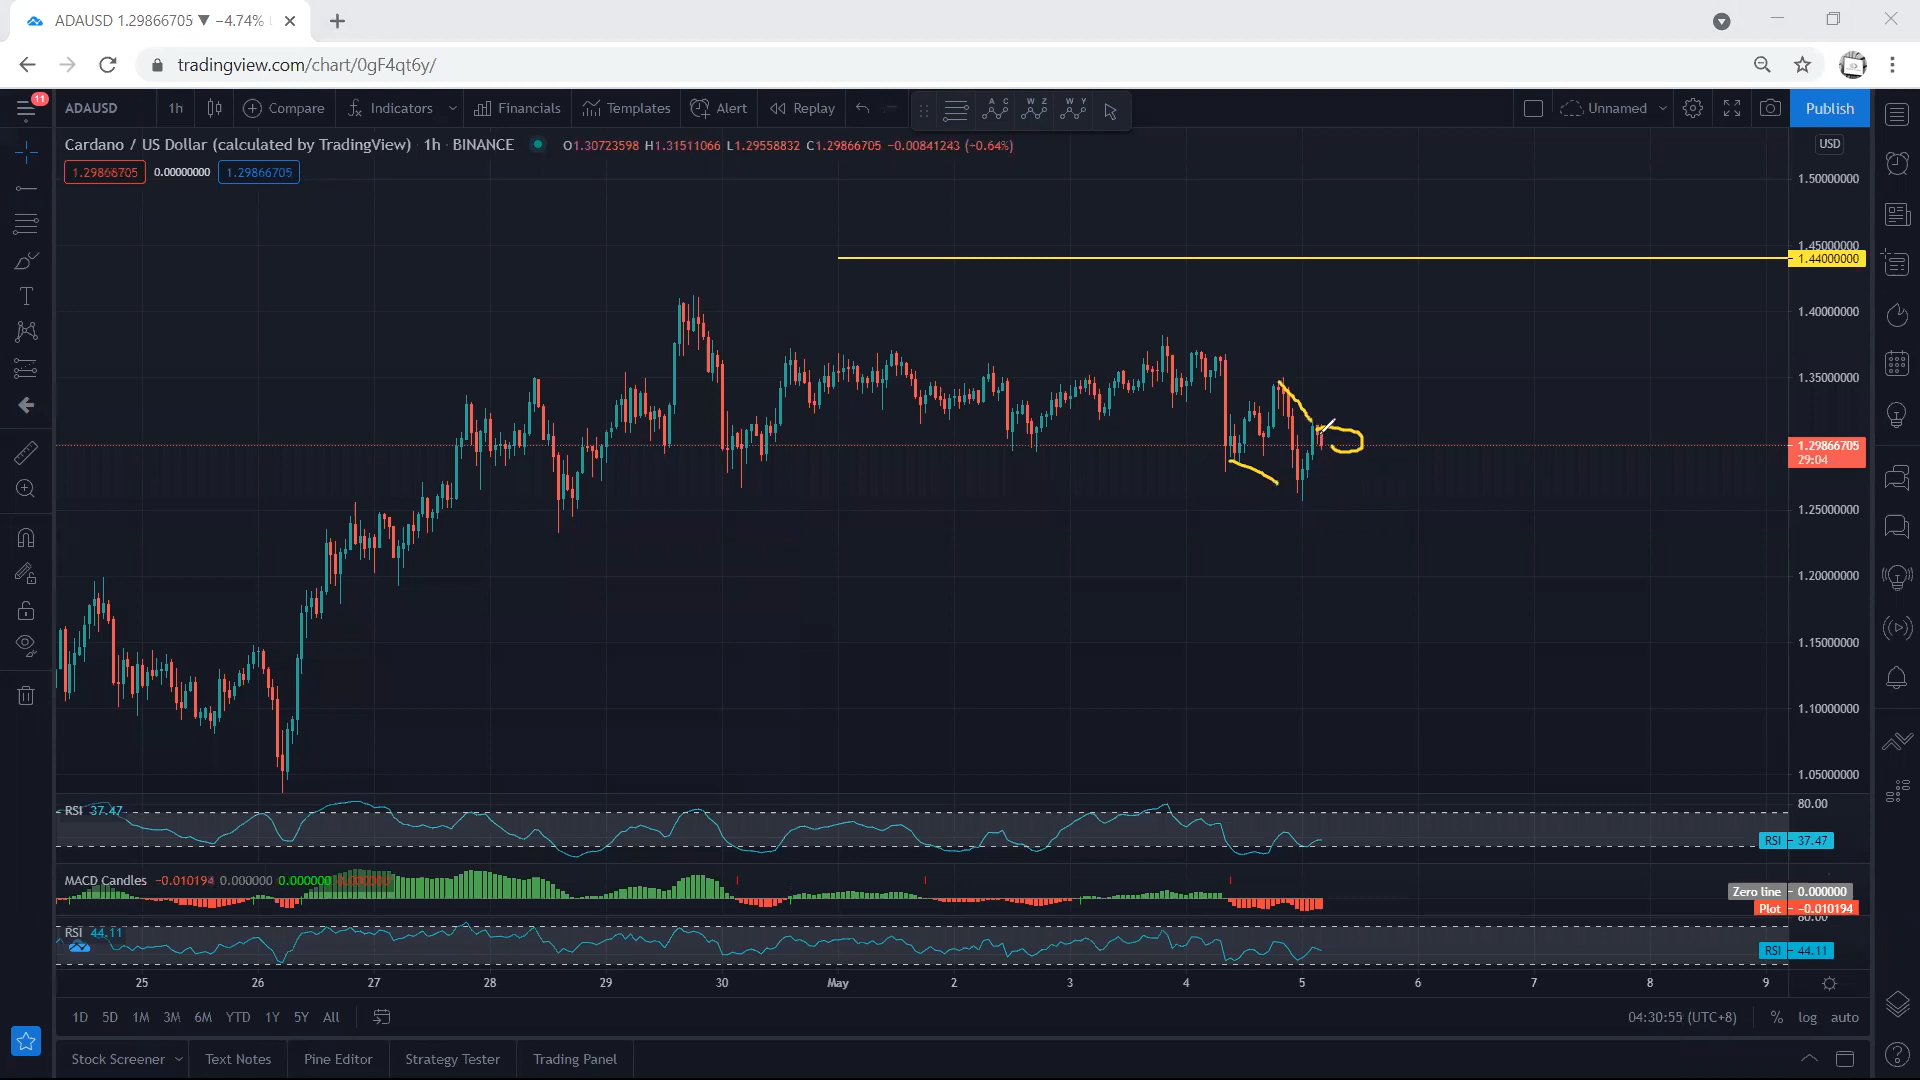 ADAUSD 1.29866705 ▼ −4.74%
tradingview.com/chart/0gF4qt6y/
11
ADAUSD 1h Compare Indicators Financials Templates Alert Replay Unnamed Publish
A C W Z W Y
Cardano / US Dollar (calculated by TradingView) 1h · BINANCE O1.30723598 H1.31511066 L1.29558832 C1.29866705 −0.00841243 (−0.64%)
USD
1.29866705 0.00000000 1.29866705
1.50000000
1.45000000
1.44000000
1.40000000
1.35000000
1.29866705
29:04
1.25000000
1.20000000
1.15000000
1.10000000
1.05000000
RSI 37.47
80.00
RSI 37.47
MACD Candles −0.010194 0.000000 0.000000
Zero line 0.000000
Plot −0.010194
80.00
RSI 44.11
RSI 44.11
25 26 27 28 29 30 May 2 3 4 5 6 7 8 9
1D 5D 1M 3M 6M YTD 1Y 5Y All 04:30:55 (UTC+8) % log auto
Stock Screener Text Notes Pine Editor Strategy Tester Trading Panel